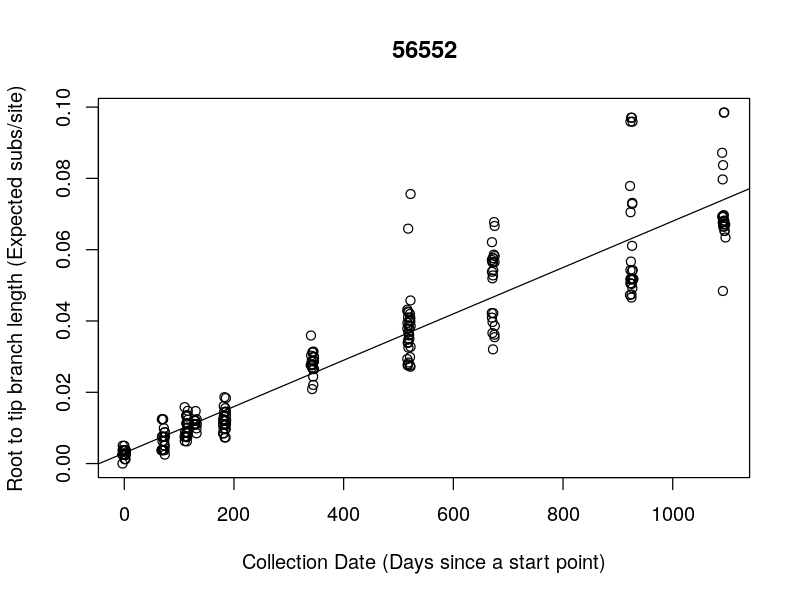 56552
Root to tip branch length (Expected subs/site)
0.10
0.08
0.06
0.04
0.02
0.00
0 200 400 600 800 1000
Collection Date (Days since a start point)